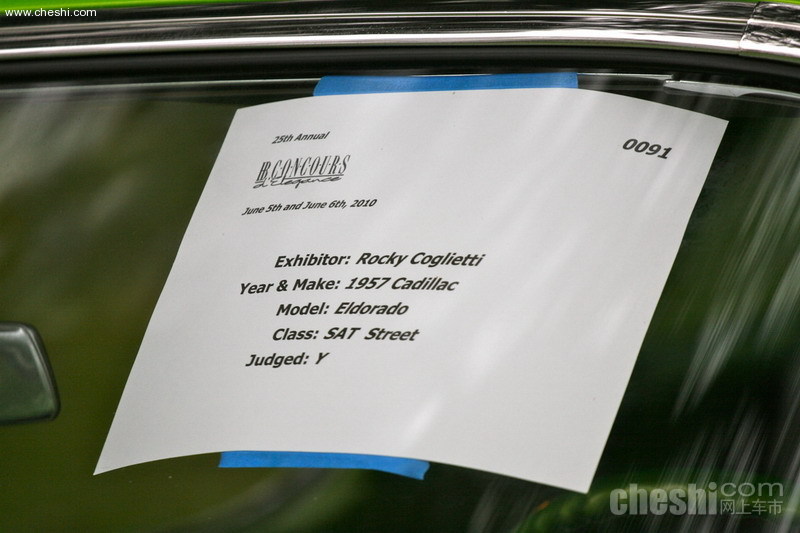 www.cheshi.com
25th Annual
0091
CONCOURS
d'Elegance
June 5th and June 6th, 2010
Exhibitor: Rocky Coglietti
Year & Make: 1957 Cadillac
Model: Eldorado
Class: SAT Street
Judged: Y
cheshi.com
网上车市